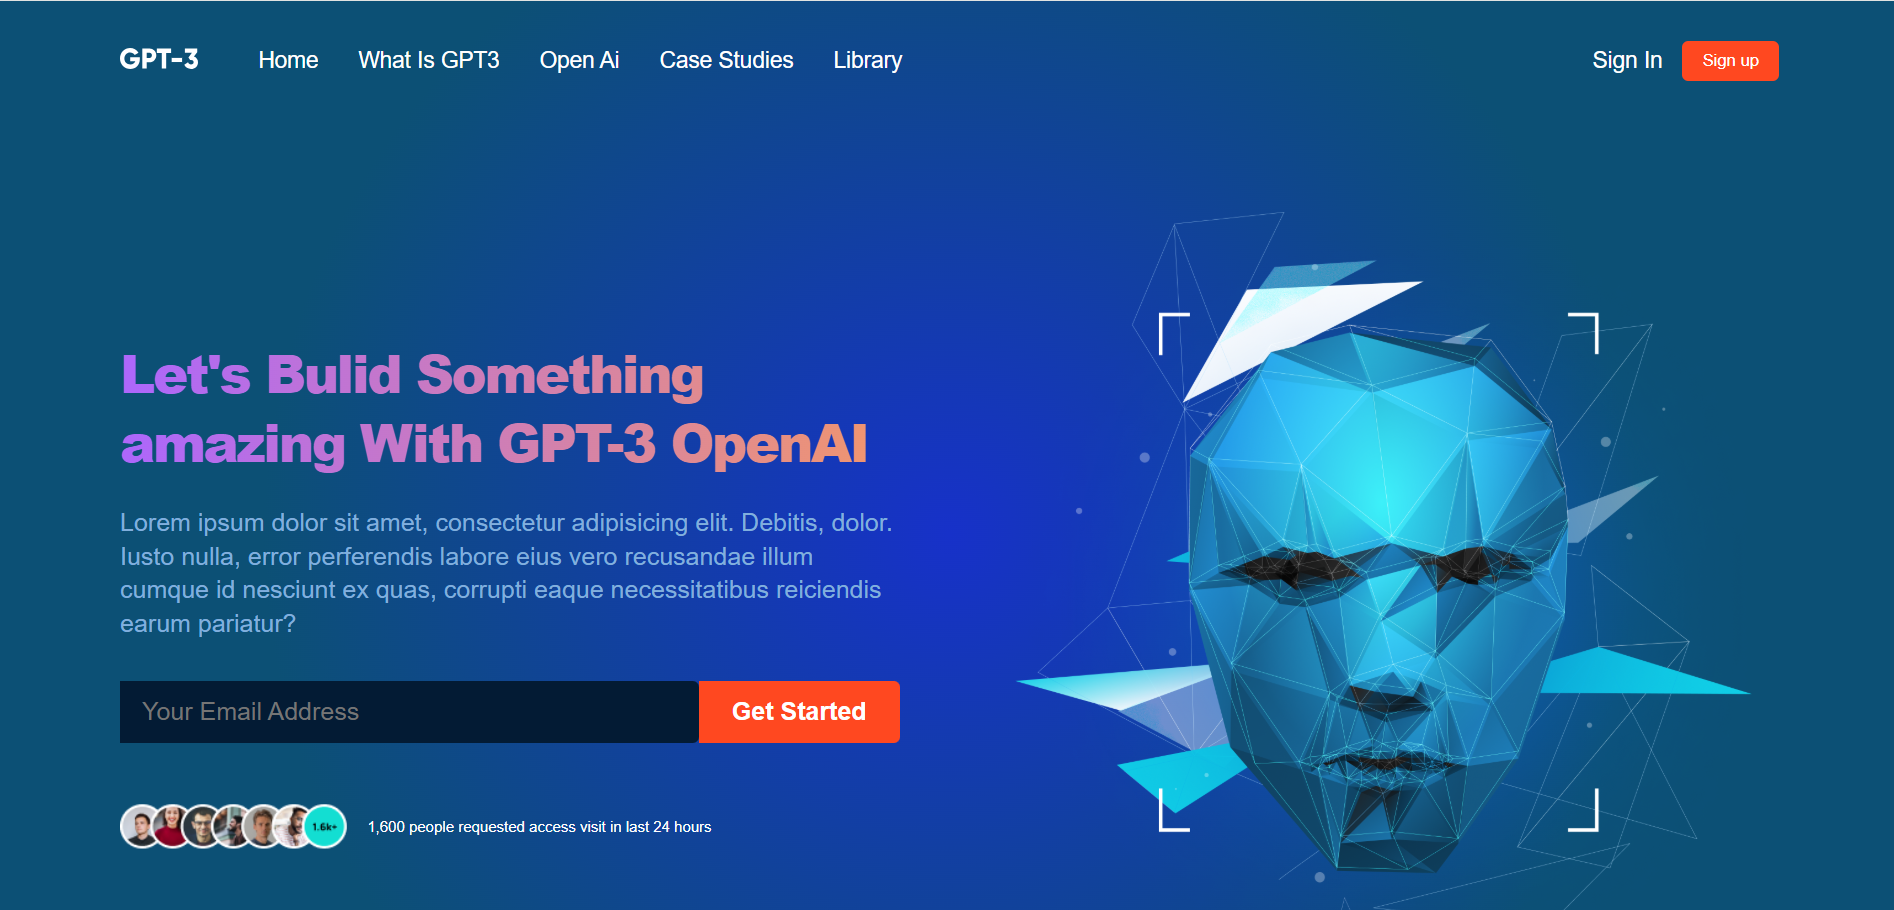 GPT-3
Home
What Is GPT3
Open Ai
Case Studies
Library
Sign In
Sign up
Let's Bulid Something
amazing With GPT-3 OpenAI
Lorem ipsum dolor sit amet, consectetur adipisicing elit. Debitis, dolor.
Iusto nulla, error perferendis labore eius vero recusandae illum
cumque id nesciunt ex quas, corrupti eaque necessitatibus reiciendis
earum pariatur?
Your Email Address
Get Started
1.6k+
1,600 people requested access visit in last 24 hours